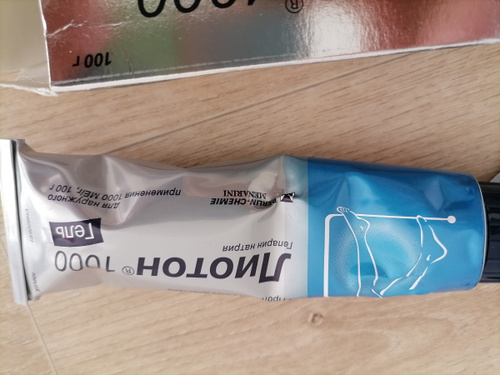 1000®
100 г
Гепарин натрия
Лиотон® 1000
Гель
для наружного
применения 1000 МЕ/г, 100 г
BERLIN-CHEMIE
MENARINI